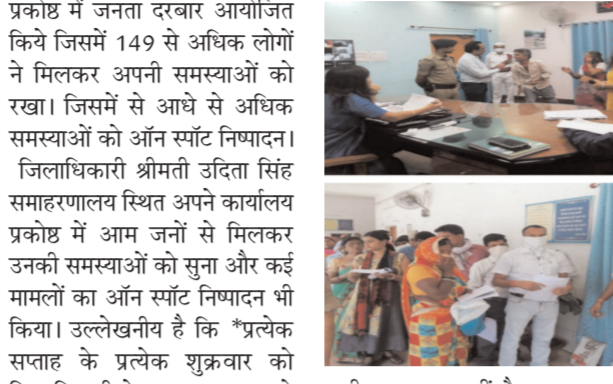 प्रकोष्ठ में जनता दरबार आयोजित
किये जिसमें 149 से अधिक लोगों
ने मिलकर अपनी समस्याओं को
रखा। जिसमें से आधे से अधिक
समस्याओं को ऑन स्पॉट निष्पादन।
जिलाधिकारी श्रीमती उदिता सिंह
समाहरणालय स्थित अपने कार्यालय
प्रकोष्ठ में आम जनों से मिलकर
उनकी समस्याओं को सुना और कई
मामलों का ऑन स्पॉट निष्पादन भी
किया। उल्लेखनीय है कि *प्रत्येक
सप्ताह के प्रत्येक शुक्रवार को